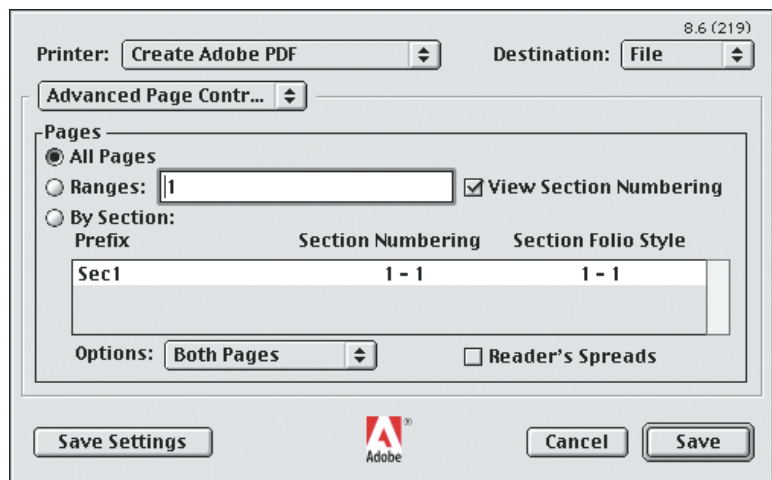 8.6 (219)
Printer: Create Adobe PDF Destination: File
Advanced Page Contr...
Pages
All Pages
Ranges: 1 View Section Numbering
By Section:
Prefix Section Numbering Section Folio Style
Sec1 1 - 1 1 - 1
Options: Both Pages Reader's Spreads
Save Settings Adobe® Cancel Save